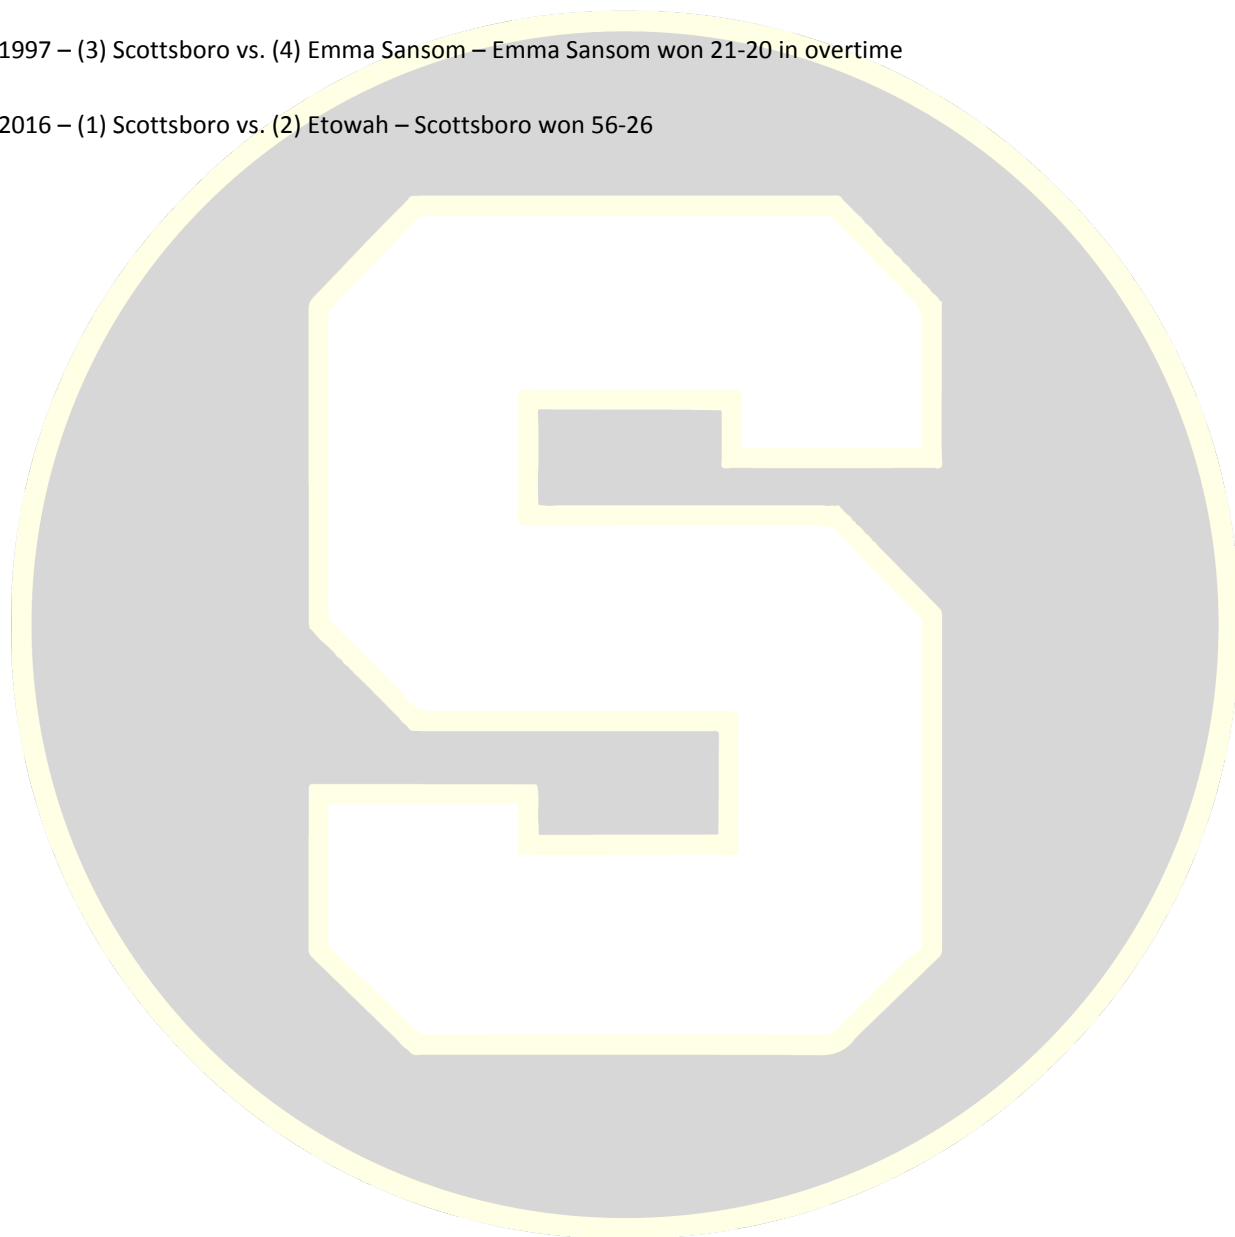 1997 – (3) Scottsboro vs. (4) Emma Sansom – Emma Sansom won 21-20 in overtime
2016 – (1) Scottsboro vs. (2) Etowah – Scottsboro won 56-26
S